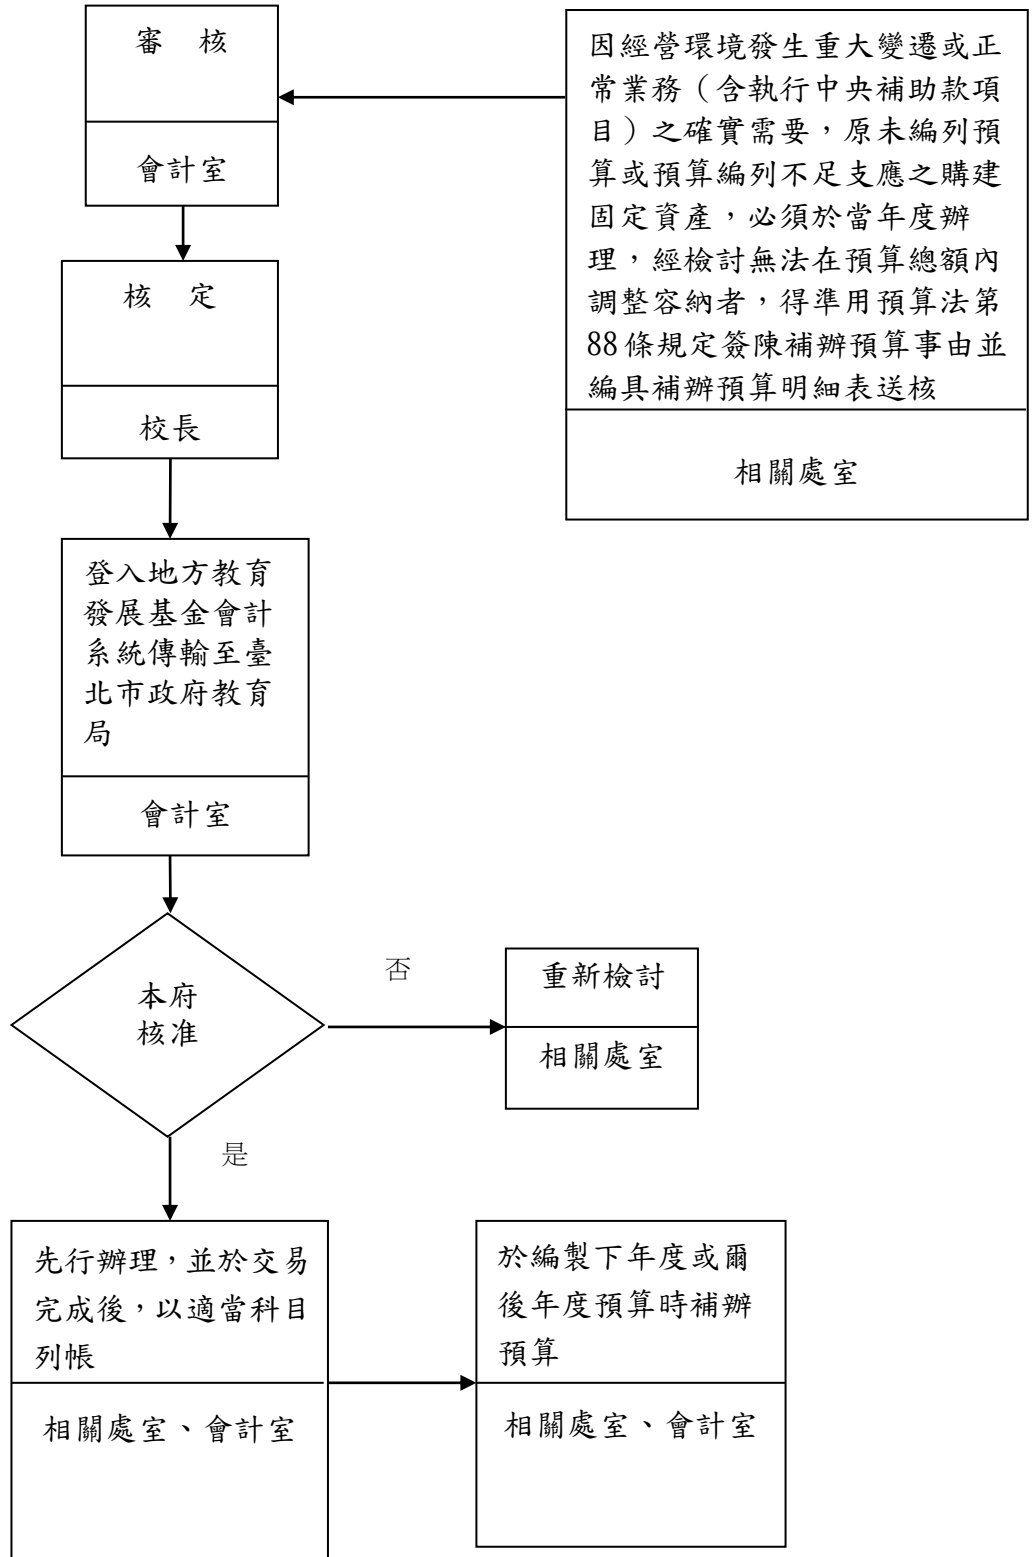 因經營環境發生重大變遷或正
常業務（含執行中央補助款項
目）之確實需要，原未編列預
算或預算編列不足支應之購建
固定資產，必須於當年度辦
理，經檢討無法在預算總額內
調整容納者，得準用預算法第
88條規定簽陳補辦預算事由並
編具補辦預算明細表送核
相關處室
審　核
會計室
核　定
校長
登入地方教育
發展基金會計
系統傳輸至臺
北市政府教育
局
會計室
本府
核准
否
重新檢討
相關處室
是
先行辦理，並於交易
完成後，以適當科目
列帳
相關處室、會計室
於編製下年度或爾
後年度預算時補辦
預算
相關處室、會計室